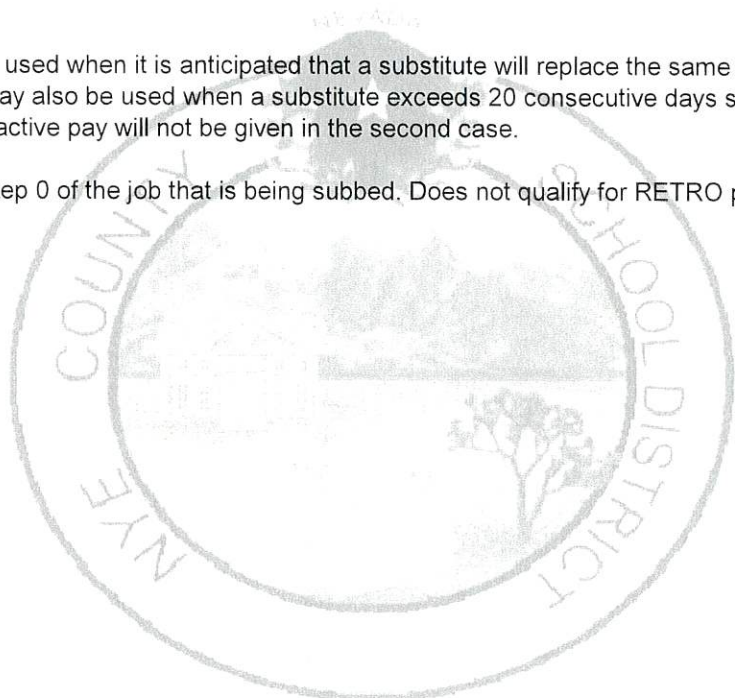 NEVADA
used when it is anticipated that a substitute will replace the same
ay also be used when a substitute exceeds 20 consecutive days s
active pay will not be given in the second case.
ep 0 of the job that is being subbed. Does not qualify for RETRO p
NYE COUNTY SCHOOL DISTRICT